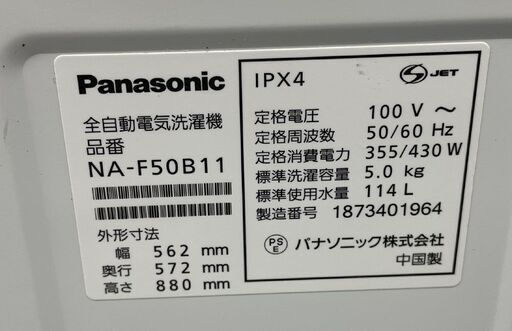 Panasonic
全自動電気洗濯機
品番
NA-F50B11
外形寸法
幅 562 mm
奥行 572 mm
高さ 880 mm
IPX4
S JET
定格電圧 100 V ～
定格周波数 50/60 Hz
定格消費電力 355/430 W
標準洗濯容量 5.0 kg
標準使用水量 114 L
製造番号 1873401964
PS
E
パナソニック株式会社
中国製